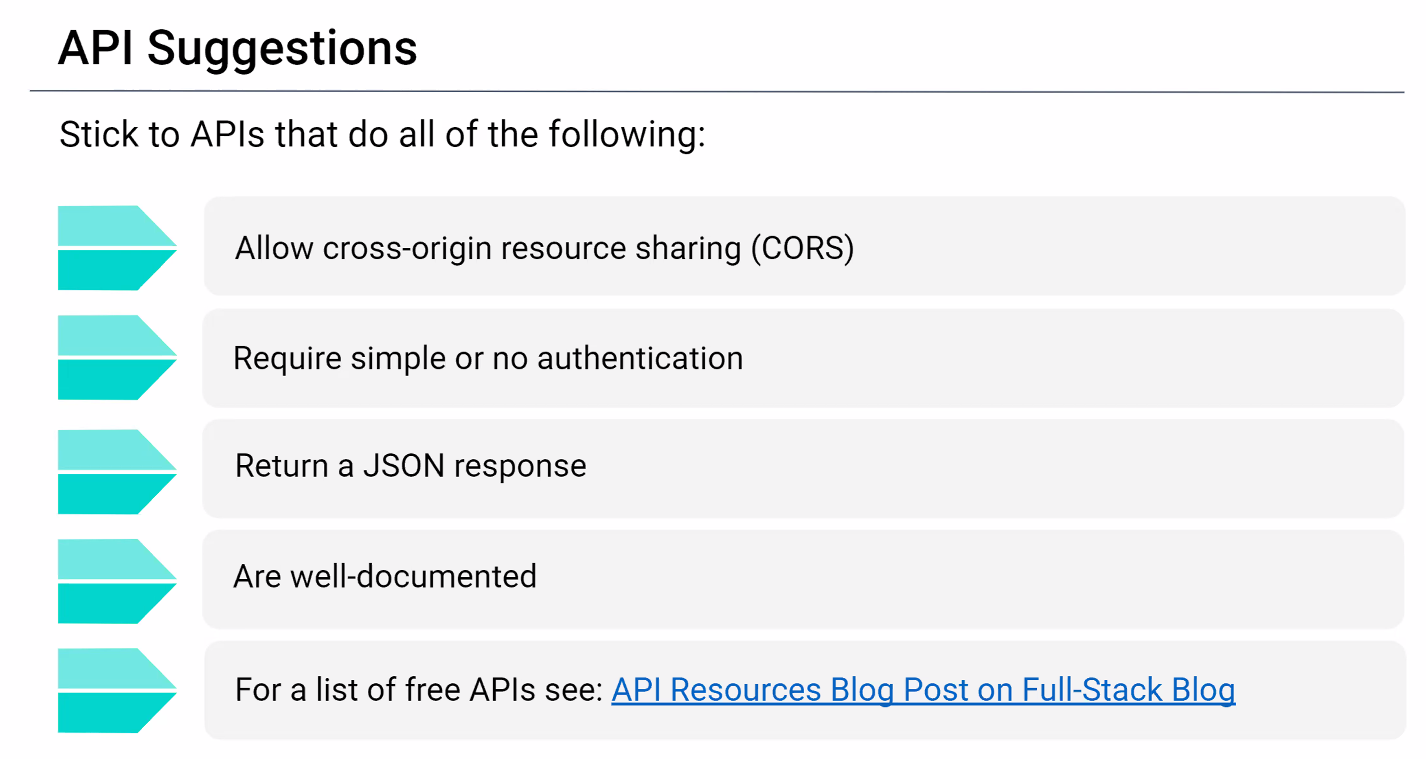 API Suggestions
Stick to APIs that do all of the following:
Allow cross-origin resource sharing (CORS)
Require simple or no authentication
Return a JSON response
Are well-documented
For a list of free APIs see: API Resources Blog Post on Full-Stack Blog